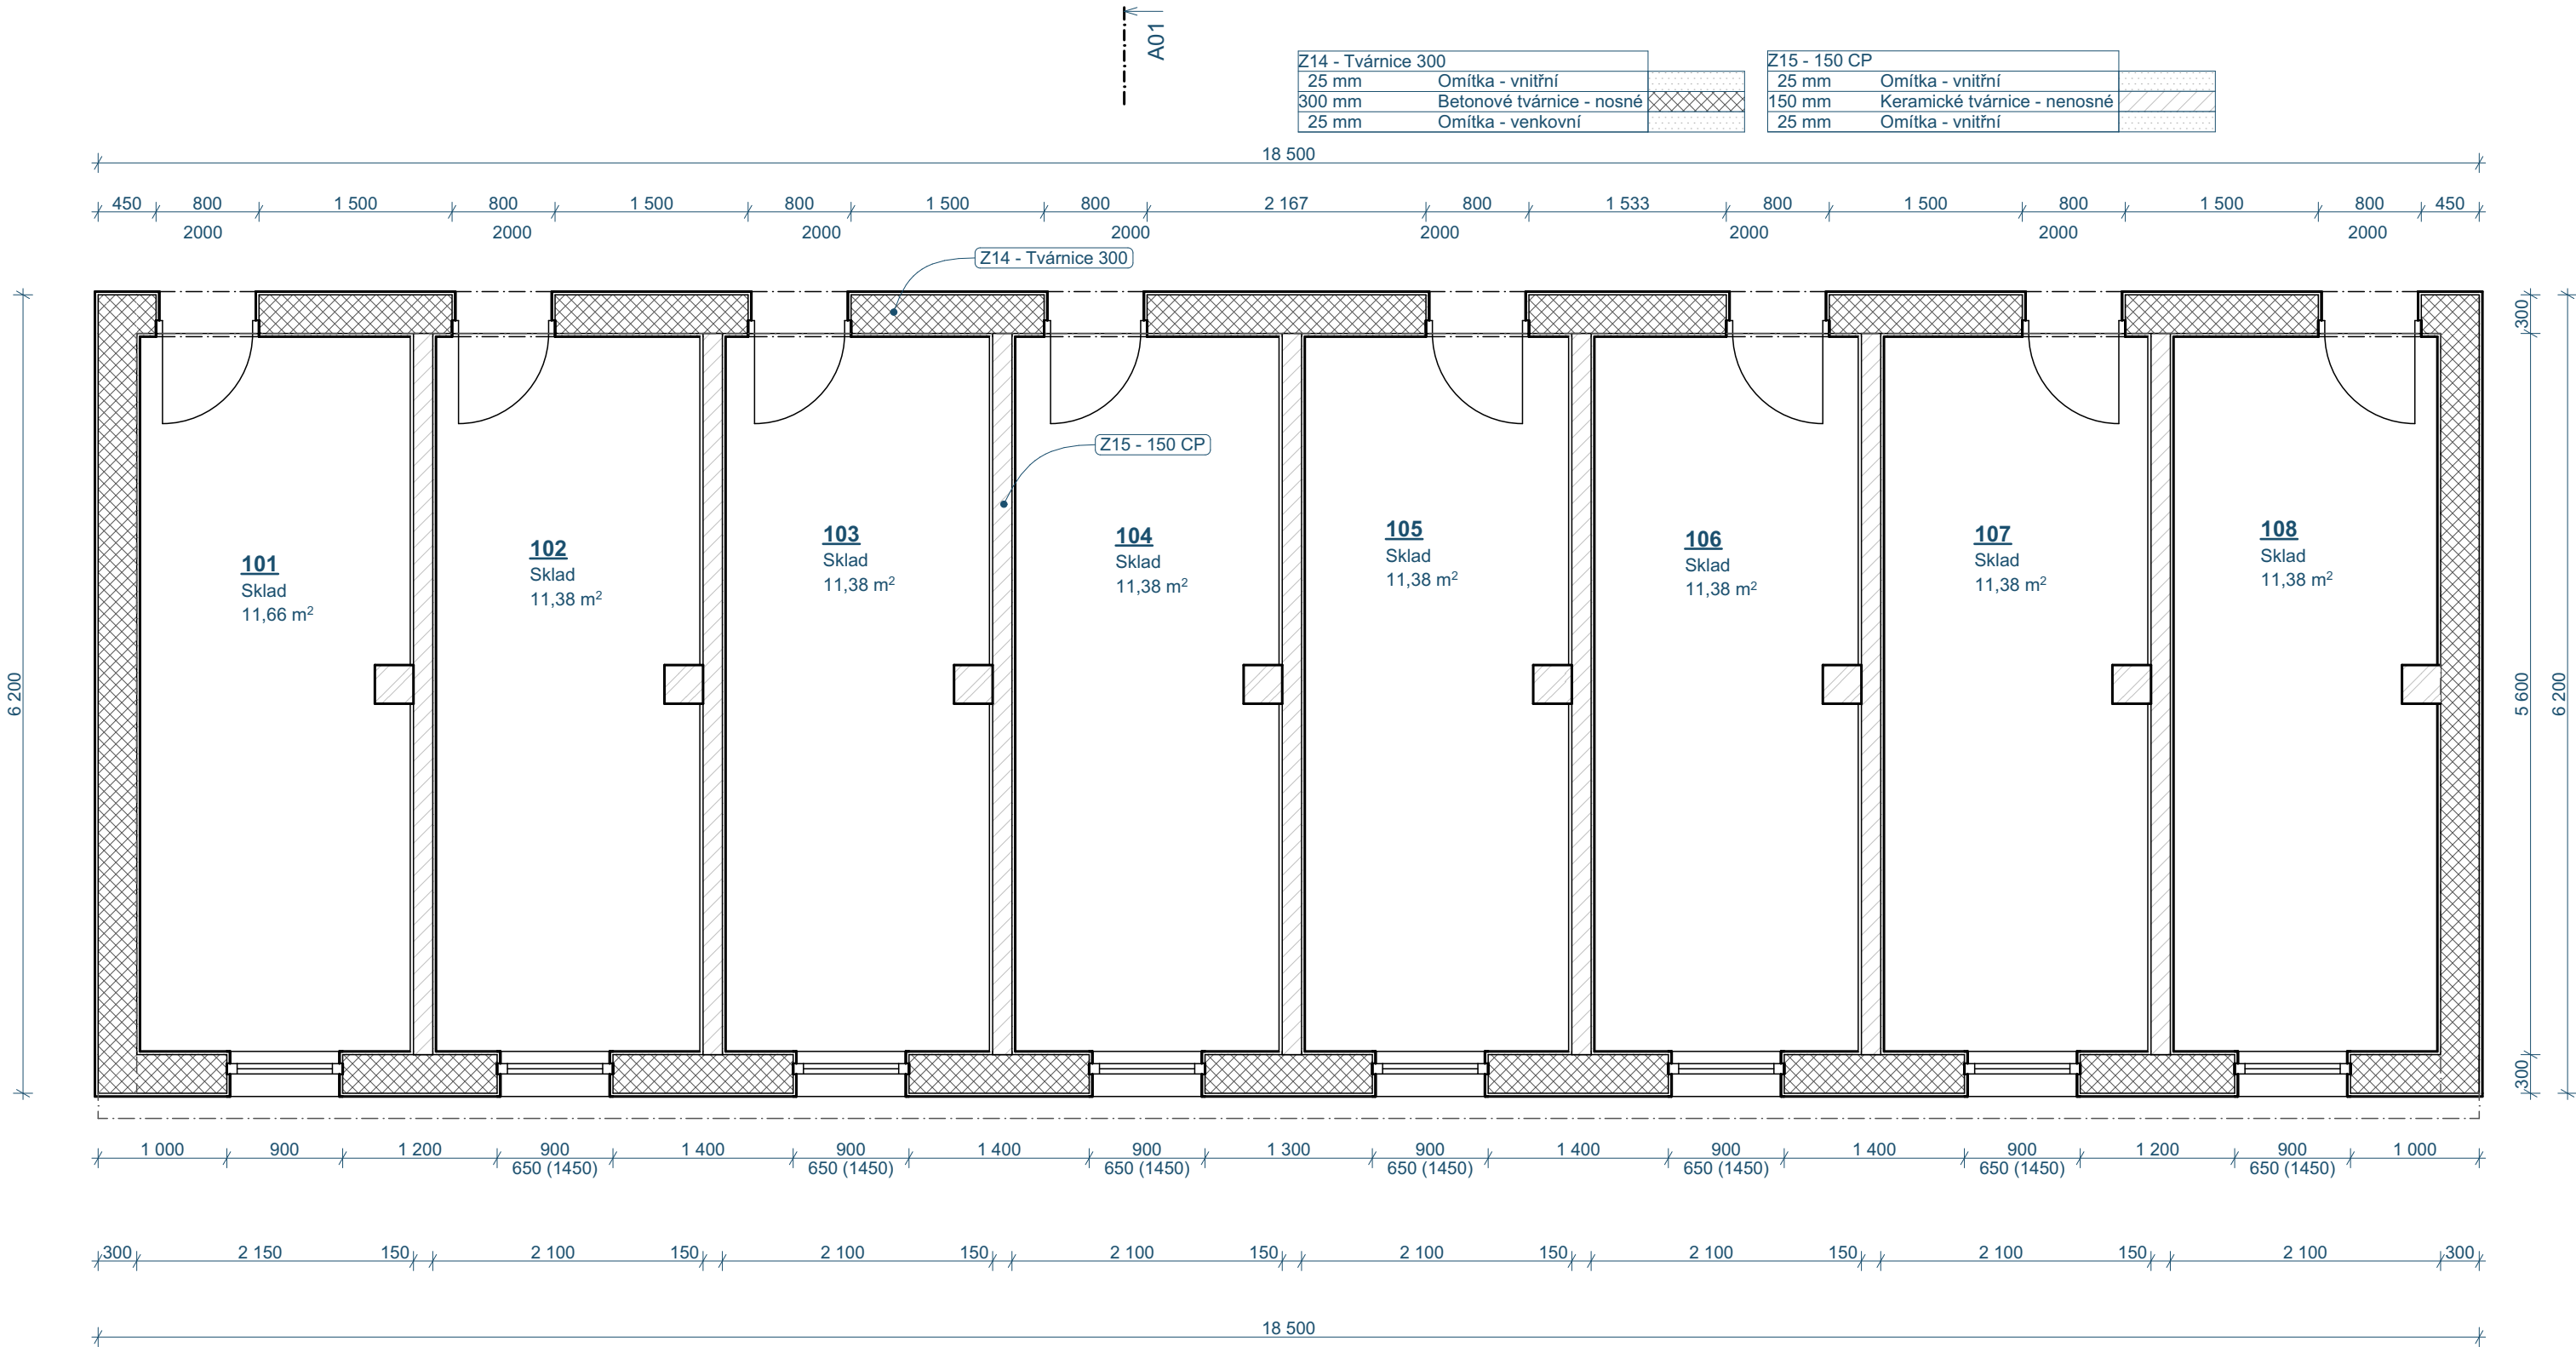 A01
Z14 - Tvárnice 300
25 mm Omítka - vnitřní
300 mm Betonové tvárnice - nosné
25 mm Omítka - venkovní
Z15 - 150 CP
25 mm Omítka - vnitřní
150 mm Keramické tvárnice - nenosné
25 mm Omítka - vnitřní
18 500
450 800 1 500 800 1 500 800 1 500 800 2 167 800 1 533 800 1 500 800 1 500 800 450
2000 2000 2000 2000 2000 2000 2000 2000
Z14 - Tvárnice 300
Z15 - 150 CP
6 200
300
5 600
300
6 200
101
Sklad
11,66 m²
102
Sklad
11,38 m²
103
Sklad
11,38 m²
104
Sklad
11,38 m²
105
Sklad
11,38 m²
106
Sklad
11,38 m²
107
Sklad
11,38 m²
108
Sklad
11,38 m²
1 000 900 1 200 900 1 400 900 1 400 900 1 300 900 1 400 900 1 400 900 1 200 900 1 000
650 (1450) 650 (1450) 650 (1450) 650 (1450) 650 (1450) 650 (1450) 650 (1450)
300 2 150 150 2 100 150 2 100 150 2 100 150 2 100 150 2 100 150 2 100 150 2 100 300
18 500